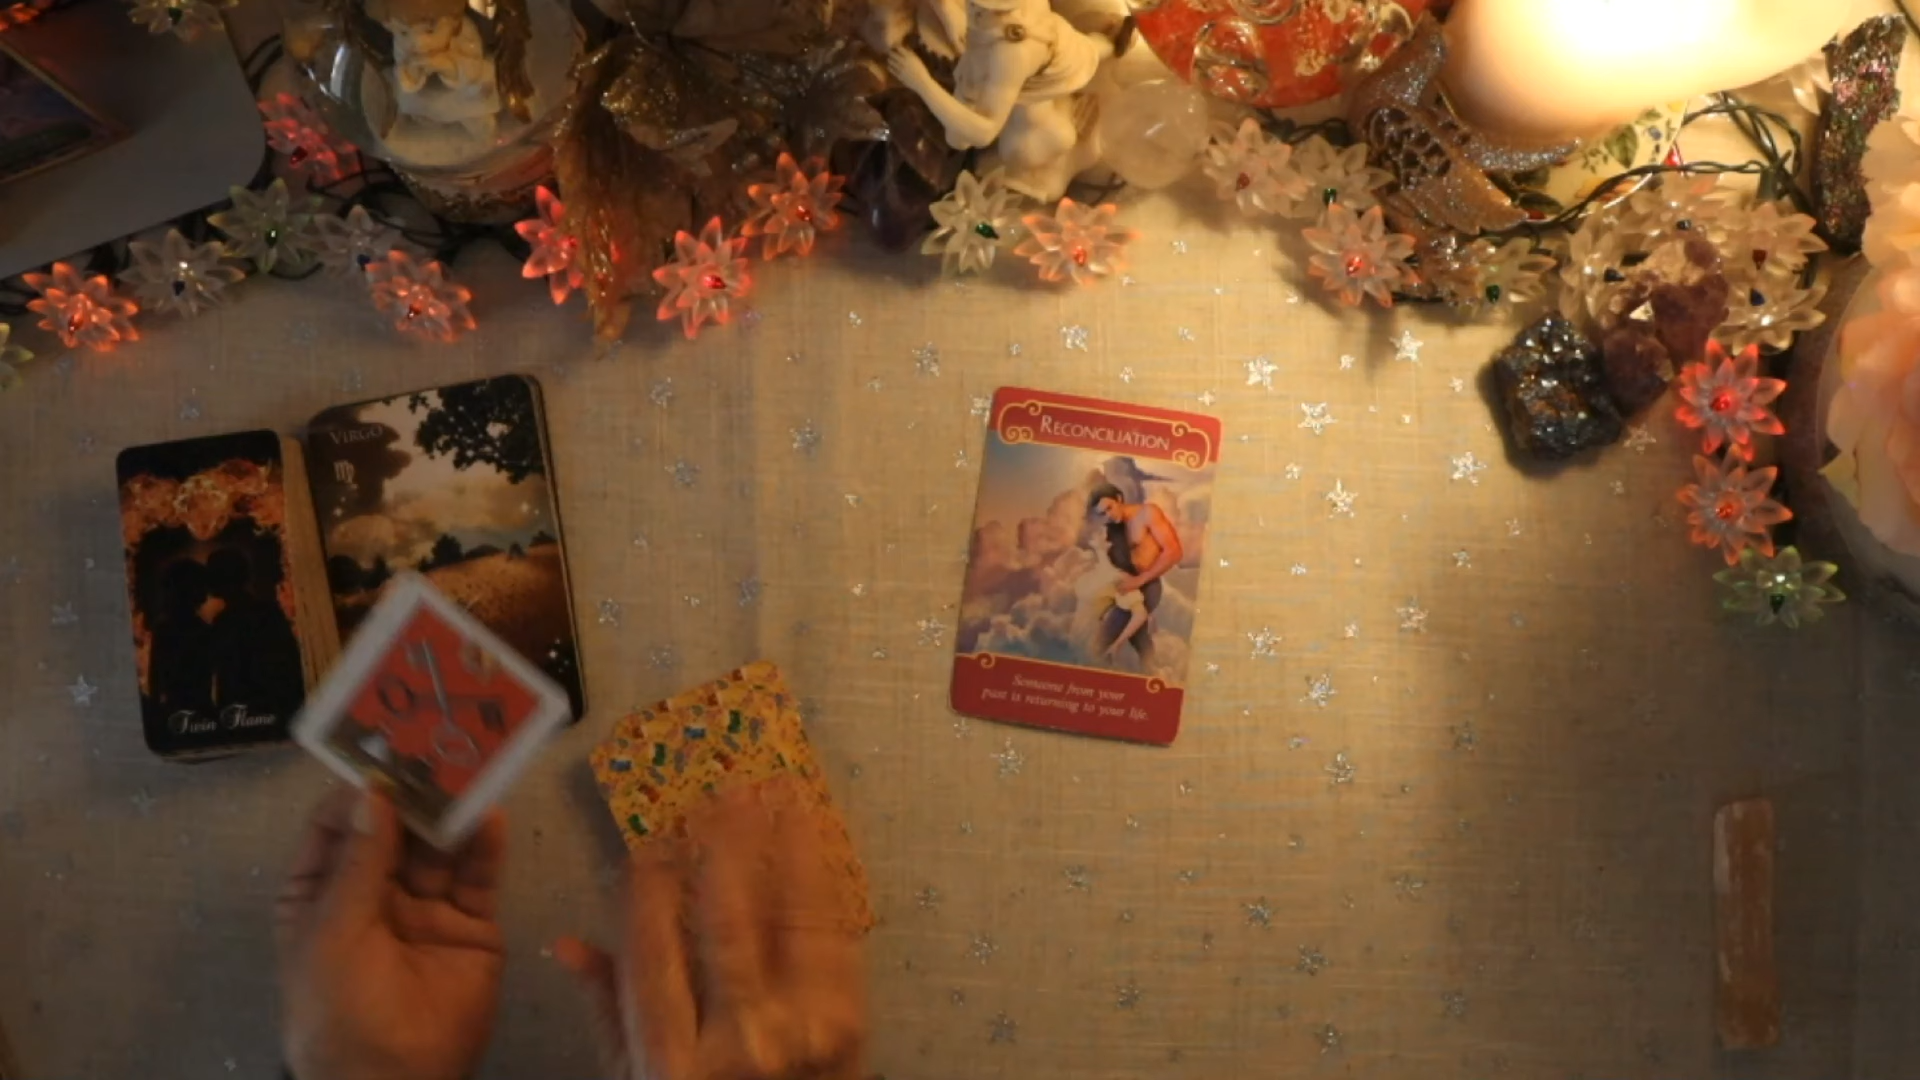 VIRGO
Twin Flame
RECONCILIATION
Someone from your
past is returning to your life.